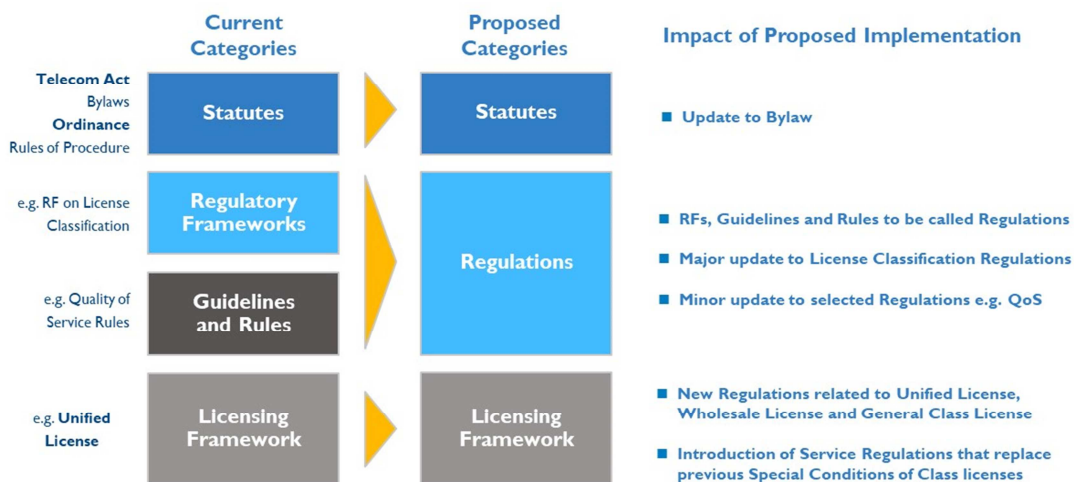 Current
Categories
Proposed
Categories
Impact of Proposed Implementation
Telecom Act
Bylaws
Ordinance
Rules of Procedure
Statutes
Statutes
■ Update to Bylaw
e.g. RF on License
Classification
Regulatory
Frameworks
e.g. Quality of
Service Rules
Guidelines
and Rules
Regulations
■ RFs, Guidelines and Rules to be called Regulations
■ Major update to License Classification Regulations
■ Minor update to selected Regulations e.g. QoS
e.g. Unified
License
Licensing
Framework
Licensing
Framework
■ New Regulations related to Unified License,
Wholesale License and General Class License
■ Introduction of Service Regulations that replace
previous Special Conditions of Class licenses